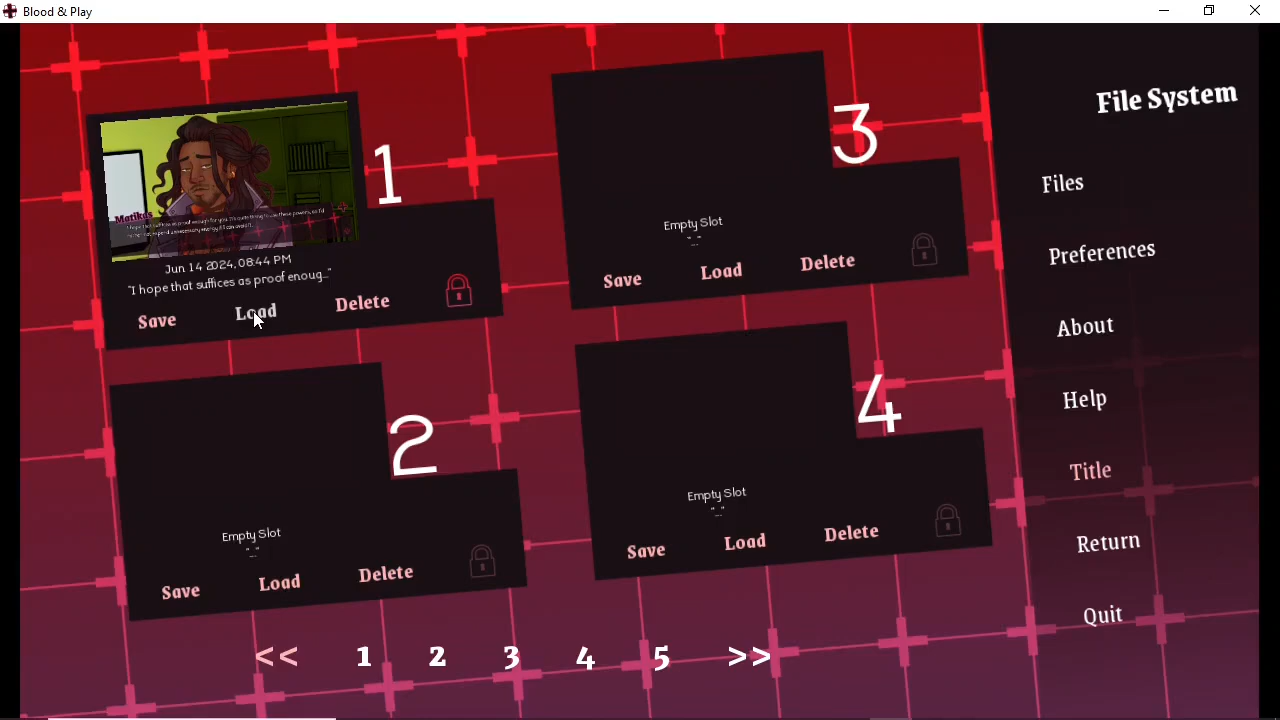 Blood & Play
File System
1
Matikas
Jun 14 2024, 08:44 PM
"I hope that suffices as proof enoug..."
Save Load Delete
3
Empty Slot
"..."
Save Load Delete
2
Empty Slot
"..."
Save Load Delete
4
Empty Slot
"..."
Save Load Delete
<< 1 2 3 4 5 >>
Files
Preferences
About
Help
Title
Return
Quit